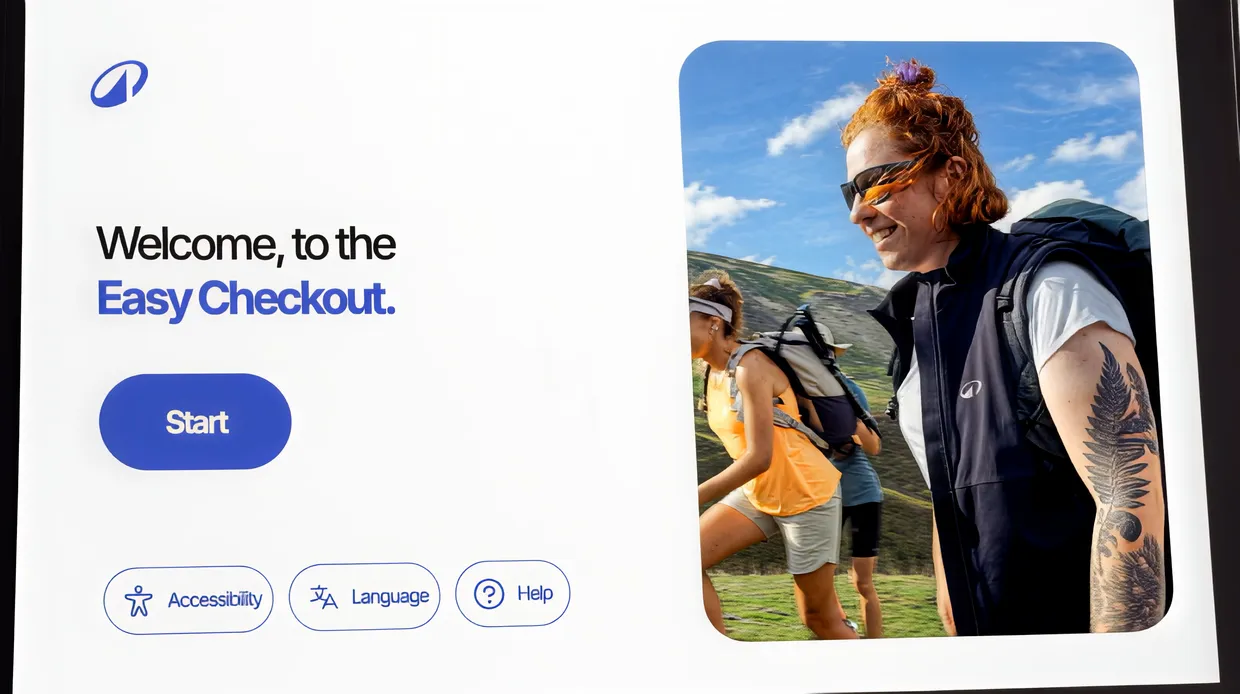 Welcome, to the
Easy Checkout.
Start
Accessibility
Language
Help